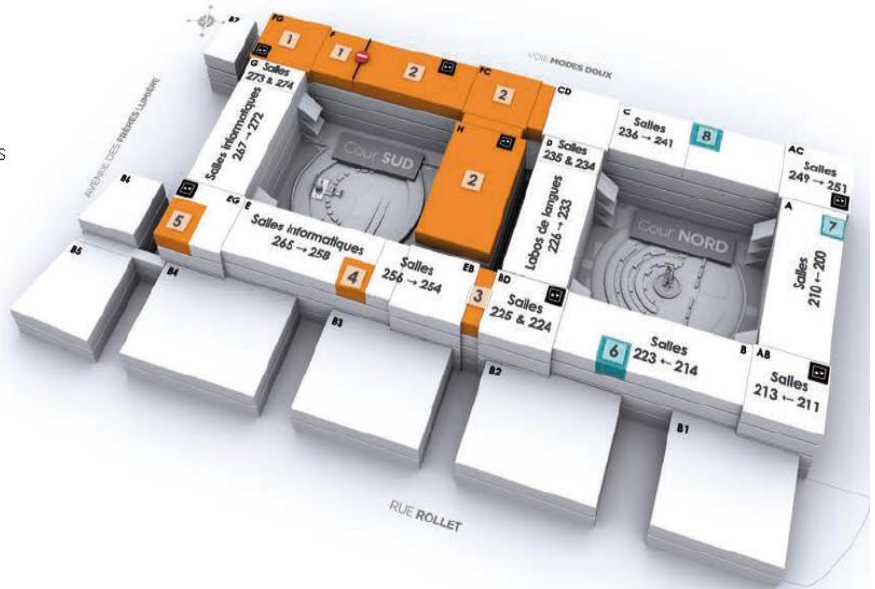 B7
FG
1
F
1
2
FC
2
CD
VOIE MODES DOUX
C
Salles
236 → 241
8
AC
Salles
249 → 251
G Salles
273 & 274
Salles informatiques
267 → 272
Cour SUD
H
2
D Salles
235 & 234
Labos de langues
226 → 233
Cour NORD
A
7
Salles
210 ← 200
AVENUE DES FRÈRES LUMIÈRE
s
B6
5
EG
E
Salles informatiques
265 → 258
4
Salles
256 → 254
EB
3
BD
Salles
225 & 224
6
Salles
223 ← 214
B
AB
Salles
213 ← 211
B5
B4
B3
B2
B1
RUE ROLLET